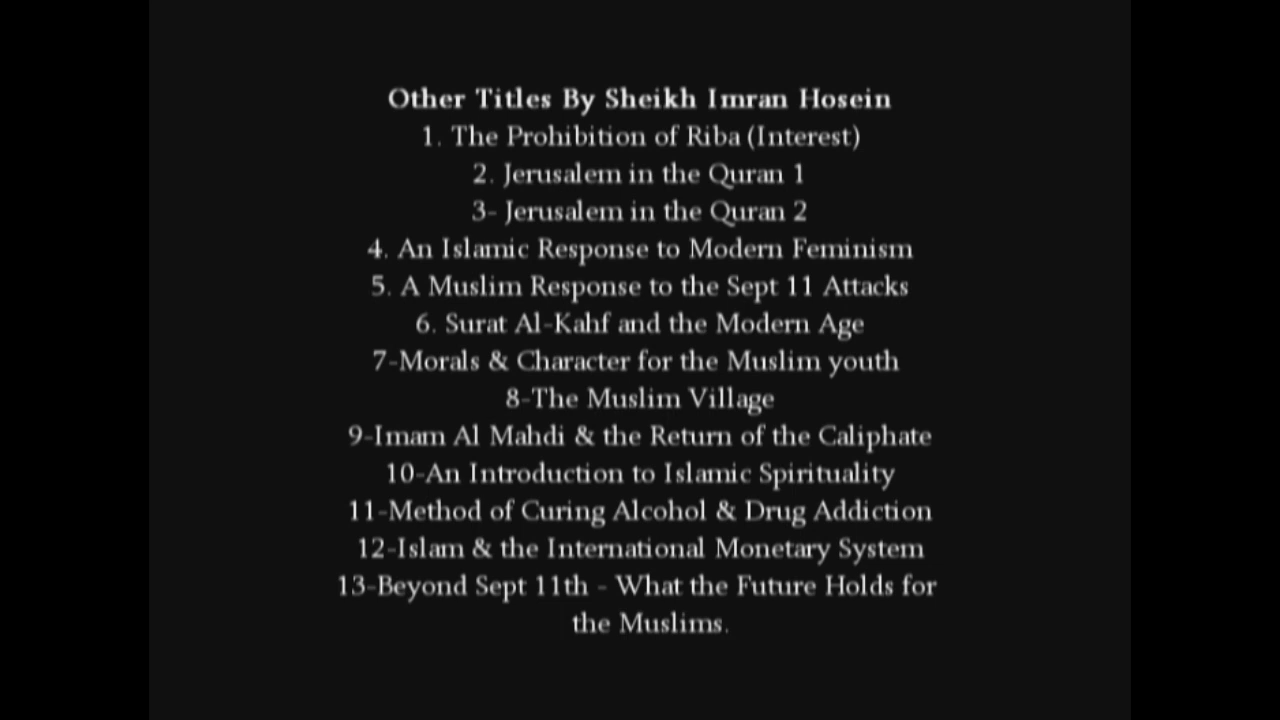 Other Titles By Sheikh Imran Hosein
1. The Prohibition of Riba (Interest)
2. Jerusalem in the Quran 1
3- Jerusalem in the Quran 2
4. An Islamic Response to Modern Feminism
5. A Muslim Response to the Sept 11 Attacks
6. Surat Al-Kahf and the Modern Age
7-Morals & Character for the Muslim youth
8-The Muslim Village
9-Imam Al Mahdi & the Return of the Caliphate
10-An Introduction to Islamic Spirituality
11-Method of Curing Alcohol & Drug Addiction
12-Islam & the International Monetary System
13-Beyond Sept 11th - What the Future Holds for
the Muslims.